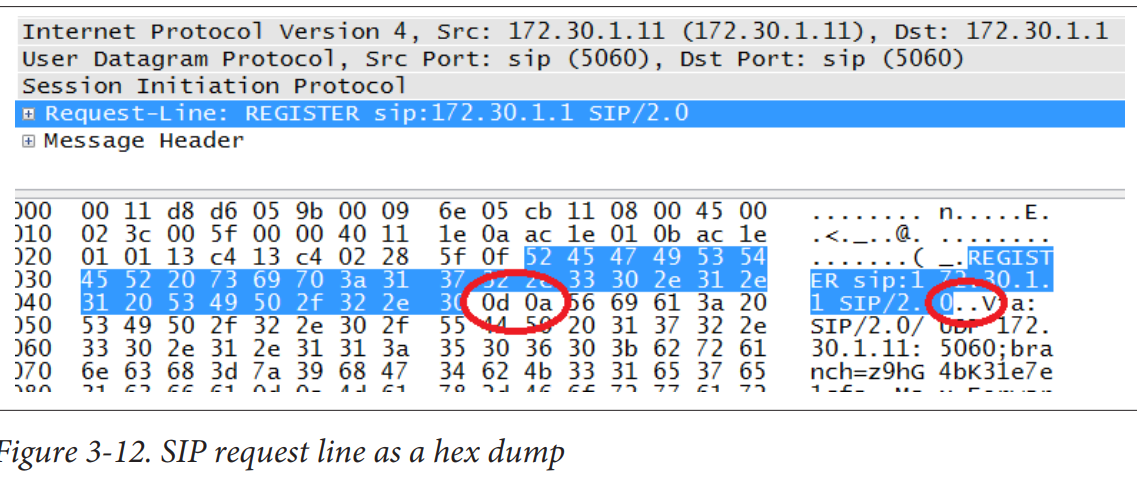 Internet Protocol Version 4, Src: 172.30.1.11 (172.30.1.11), Dst: 172.30.1.1
User Datagram Protocol, Src Port: sip (5060), Dst Port: sip (5060)
Session Initiation Protocol
Request-Line: REGISTER sip:172.30.1.1 SIP/2.0
Message Header
000 00 11 d8 d6 05 9b 00 09 6e 05 cb 11 08 00 45 00 ........ n.....E.
010 02 3c 00 5f 00 00 40 11 1e 0a ac 1e 01 0b ac 1e .<._..@. ........
020 01 01 13 c4 13 c4 02 28 5f 0f 52 45 47 49 53 54 .......( _.REGIST
030 45 52 20 73 69 70 3a 31 37 32 2e 33 30 2e 31 2e ER sip:1 72.30.1.
040 31 20 53 49 50 2f 32 2e 30 0d 0a 56 69 61 3a 20 1 SIP/2. 0..Via:
050 53 49 50 2f 32 2e 30 2f 55 44 50 20 31 37 32 2e SIP/2.0/ UDP 172.
060 33 30 2e 31 2e 31 31 3a 35 30 36 30 3b 62 72 61 30.1.11: 5060;bra
070 6e 63 68 3d 7a 39 68 47 34 62 4b 33 31 65 37 65 nch=z9hG 4bK31e7e
Figure 3-12. SIP request line as a hex dump